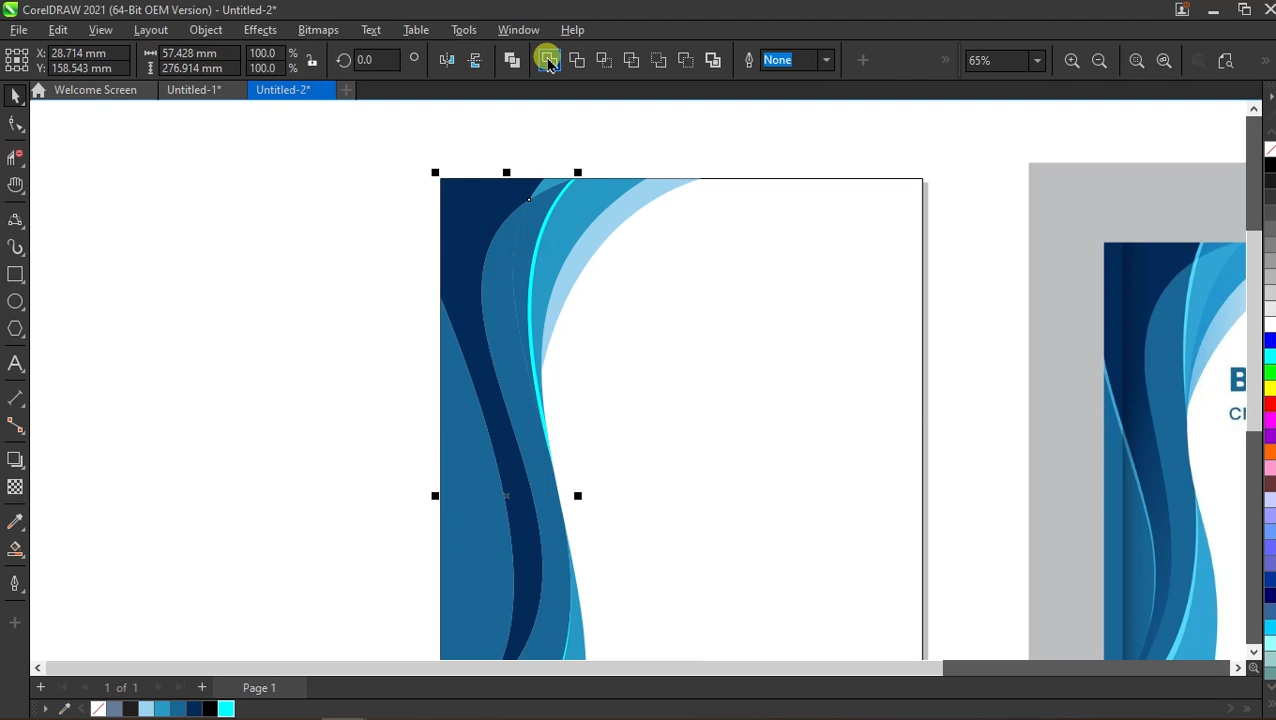 CorelDRAW 2021 (64-Bit OEM Version) - Untitled-2*
File Edit View Layout Object Effects Bitmaps Text Table Tools Window Help
X: 28.714 mm 57.428 mm 100.0 % 0.0 None 65%
Y: 158.543 mm 276.914 mm 100.0 %
Welcome Screen Untitled-1* Untitled-2*
B
Cl
1 of 1 Page 1